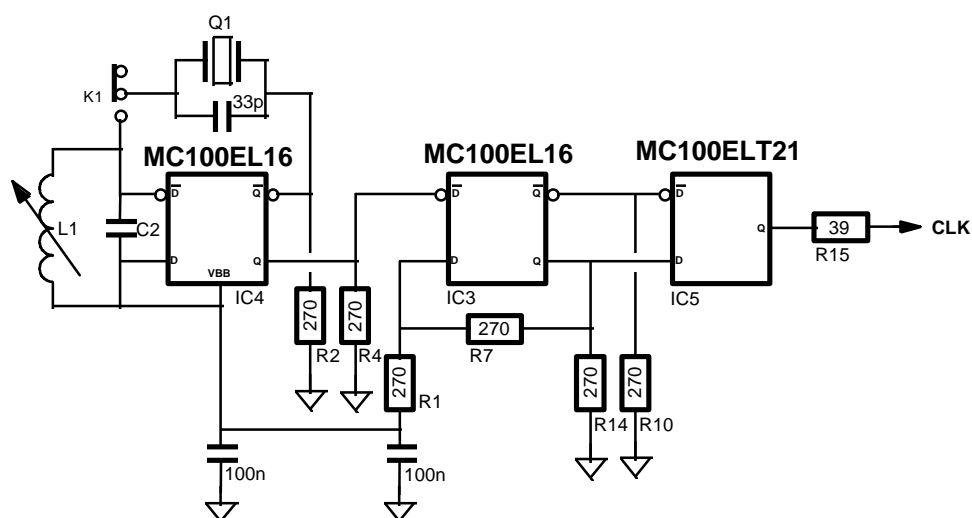 Q1
K1
33p
MC100EL16
MC100EL16
MC100ELT21
D
Q
D
Q
D
L1
C2
Q
39
CLK
R15
D
Q
D
Q
D
VBB
IC4
IC3
IC5
270
270
270
R2
R4
R7
270
R1
270
270
R14
R10
100n
100n